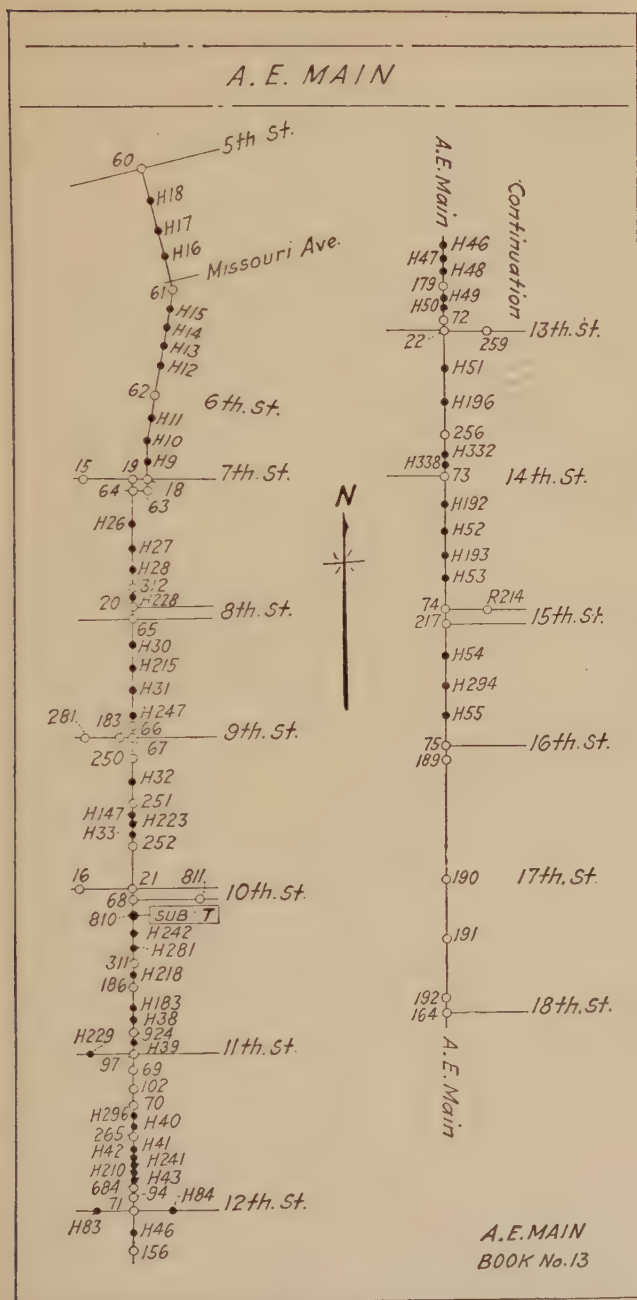 A.E. MAIN
5th St.
60
H18
H17
H16
Missouri Ave.
61
H15
H14
H13
H12
62
6th. St.
H11
H10
H9
15 19 18 7th. St.
64 63
H26
H27
H28
312
H228
20 8th. St.
65
H30
H215
H31
H247
281. 183 66 9th. St.
67
250
H32
251
H147
H223
H33
252
16 21 811. 10th. St.
68
810 SUB T
H242
H281
311
H218
186
H183
H38
924
H229 H39 11th. St.
97
69
102
70
H296
H40
265
H41
H42
H241
H210
H43
684
94 H84
71 12th. St.
H83
H46
156
N
A.E. Main
Continuation
H46
H47
H48
179
H49
H50
72
22 259 13th. St.
H51
H196
256
H332
H338
73 14th. St.
H192
H52
H193
H53
74 R214
217 15th. St.
H54
H294
H55
75 16th. St.
189
190 17th. St.
191
192
164 18th. St.
A.E. Main
A.E. MAIN
BOOK No. 13